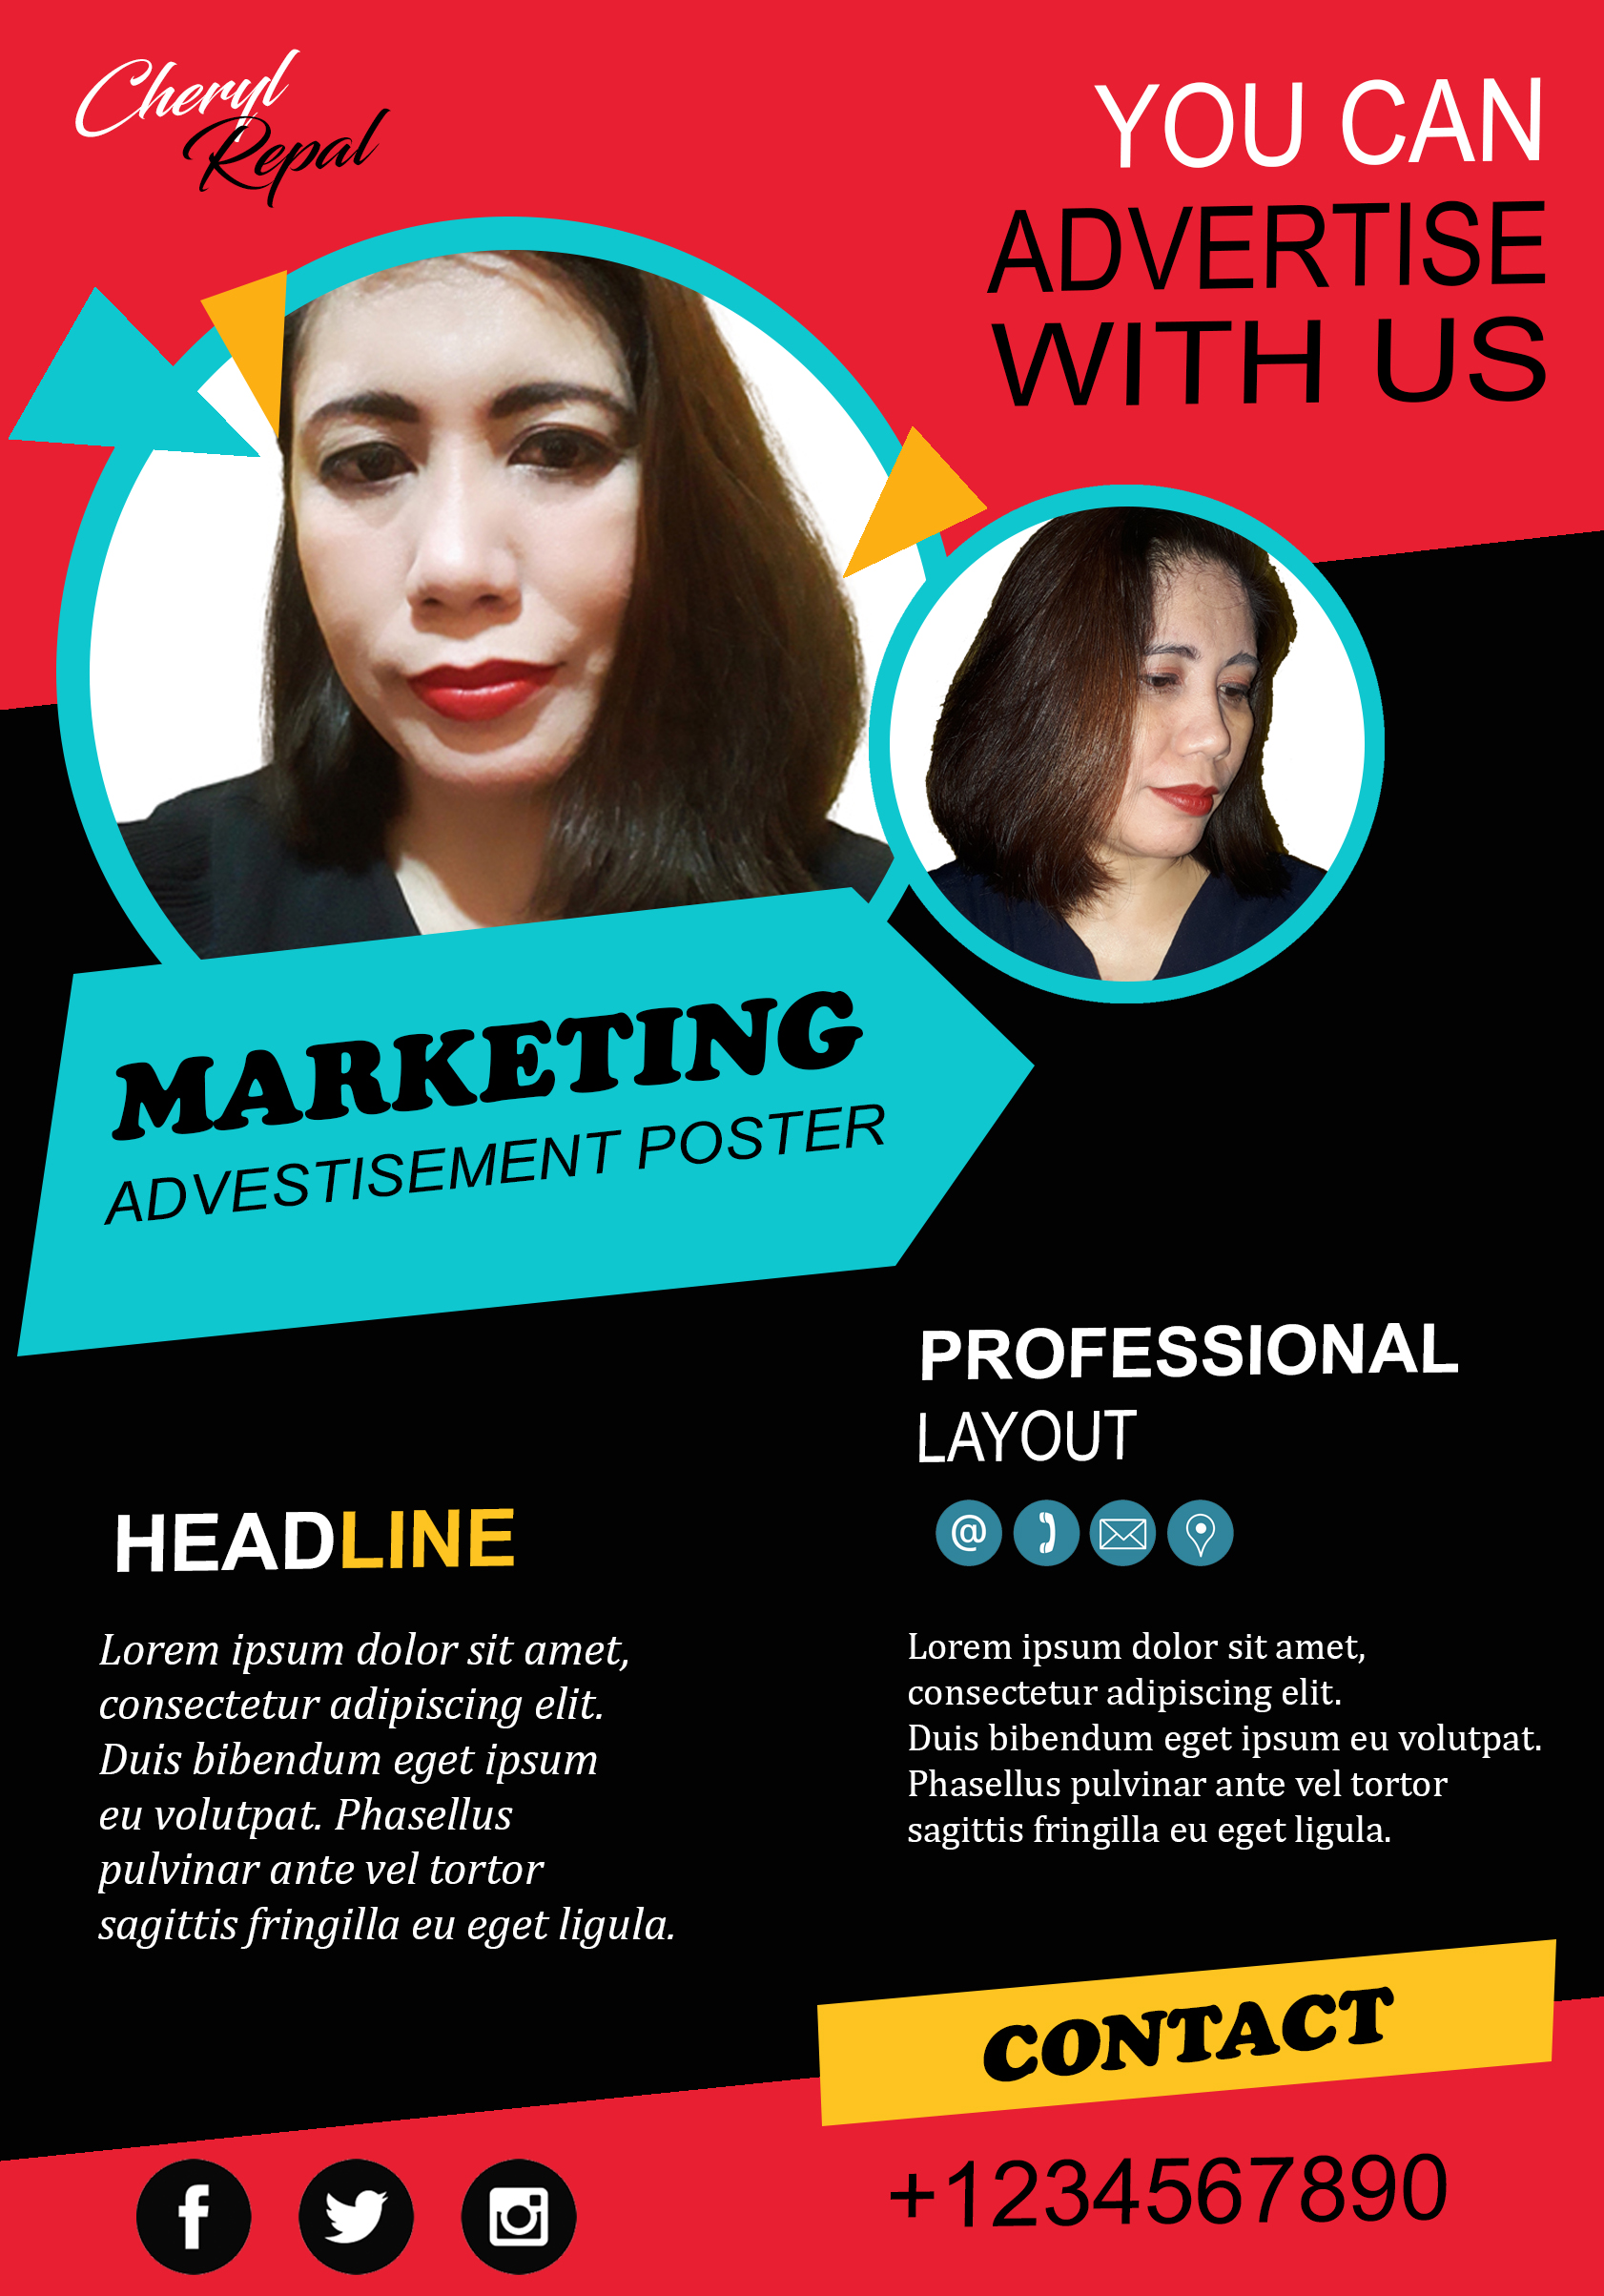 Cheryl
Repal
YOU CAN
ADVERTISE
WITH US
MARKETING
ADVESTISEMENT POSTER
PROFESSIONAL
LAYOUT
@
HEADLINE
Lorem ipsum dolor sit amet,
consectetur adipiscing elit.
Duis bibendum eget ipsum
eu volutpat. Phasellus
pulvinar ante vel tortor
sagittis fringilla eu eget ligula.
Lorem ipsum dolor sit amet,
consectetur adipiscing elit.
Duis bibendum eget ipsum eu volutpat.
Phasellus pulvinar ante vel tortor
sagittis fringilla eu eget ligula.
CONTACT
+1234567890